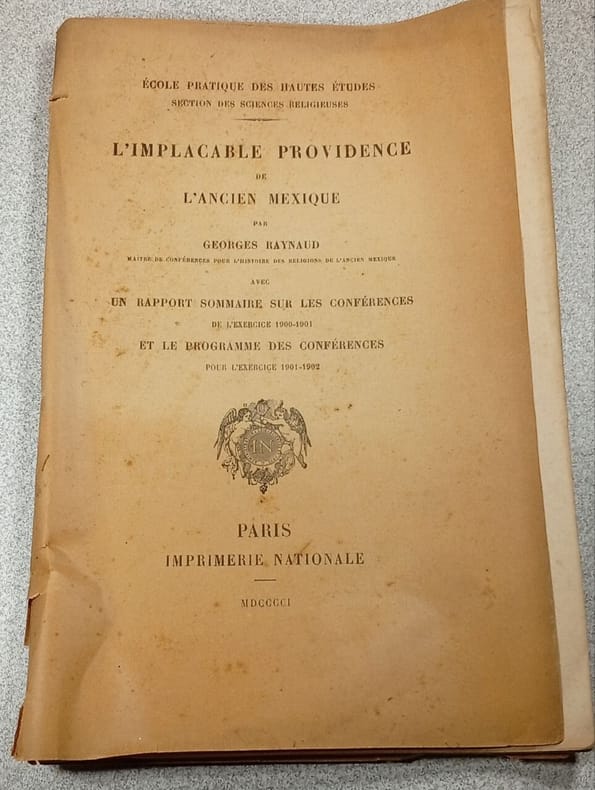 ÉCOLE PRATIQUE DES HAUTES ÉTUDES
SECTION DES SCIENCES RELIGIEUSES
L'IMPLACABLE PROVIDENCE
DE
L'ANCIEN MEXIQUE
PAR
GEORGES RAYNAUD
MAÎTRE DE CONFÉRENCES POUR L'HISTOIRE DES RELIGIONS DE L'ANCIEN MEXIQUE
AVEC
UN RAPPORT SOMMAIRE SUR LES CONFÉRENCES
DE L'EXERCICE 1900-1901
ET LE PROGRAMME DES CONFÉRENCES
POUR L'EXERCICE 1901-1902
IN
PARIS
IMPRIMERIE NATIONALE
MDCCCCI